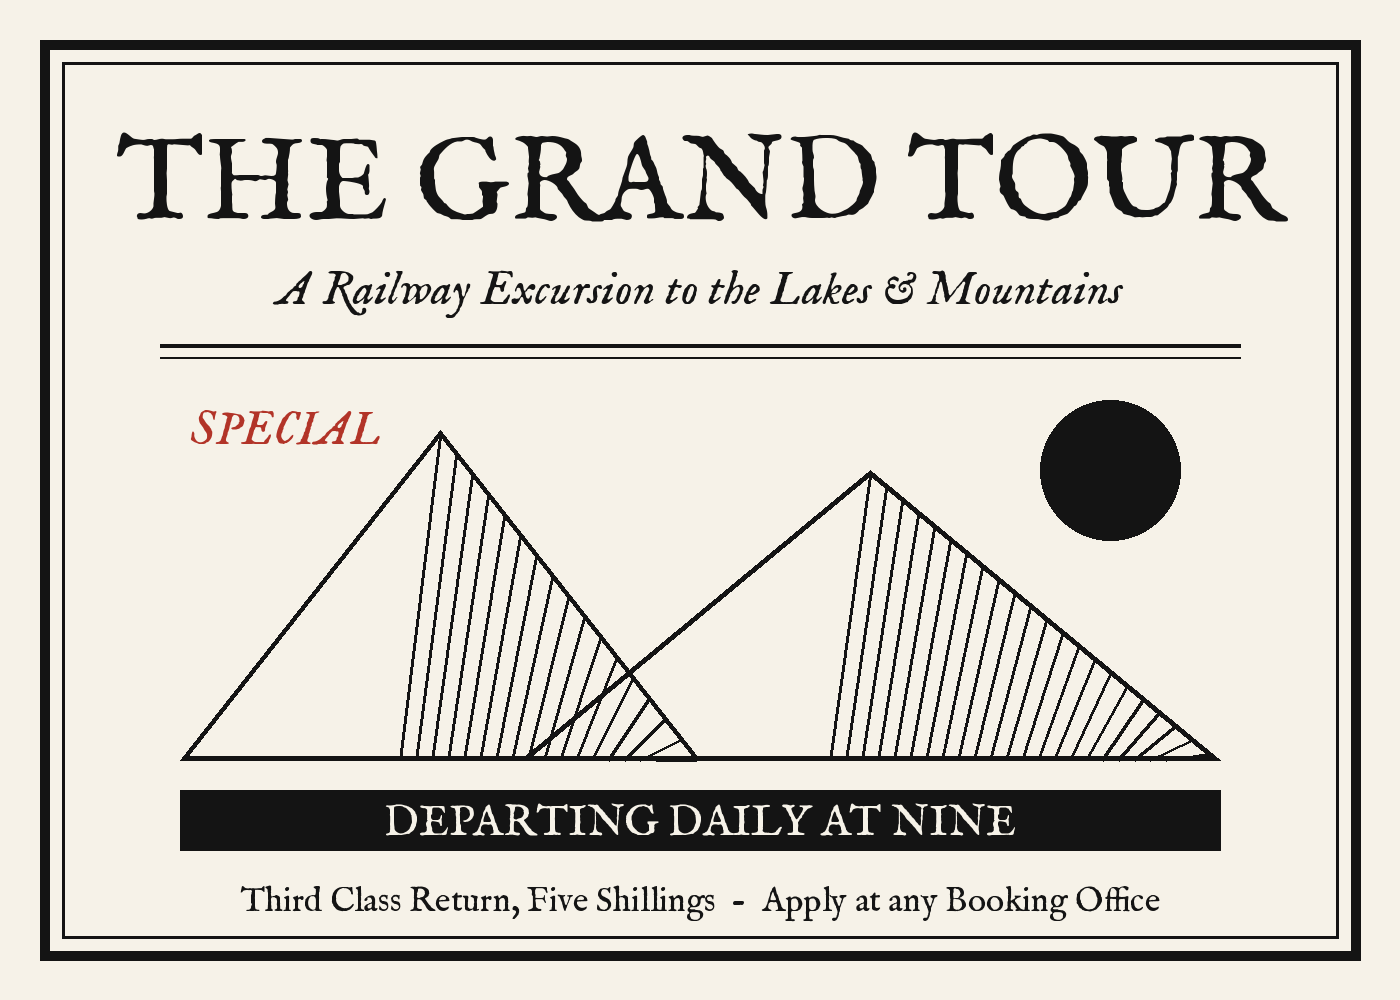 THE GRAND TOUR
A Railway Excursion to the Lakes & Mountains
SPECIAL
DEPARTING DAILY AT NINE
Third Class Return, Five Shillings - Apply at any Booking Office